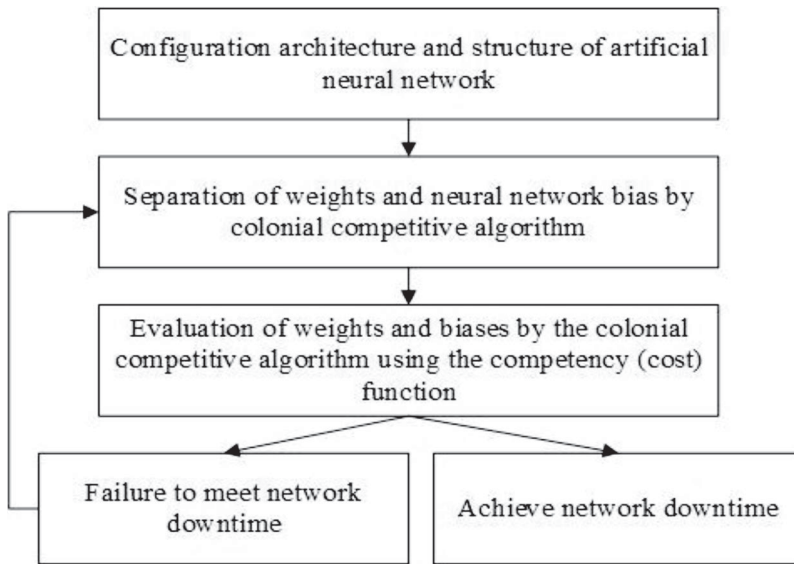 Configuration architecture and structure of artificial
neural network
Separation of weights and neural network bias by
colonial competitive algorithm
Evaluation of weights and biases by the colonial
competitive algorithm using the competency (cost)
function
Failure to meet network
downtime
Achieve network downtime